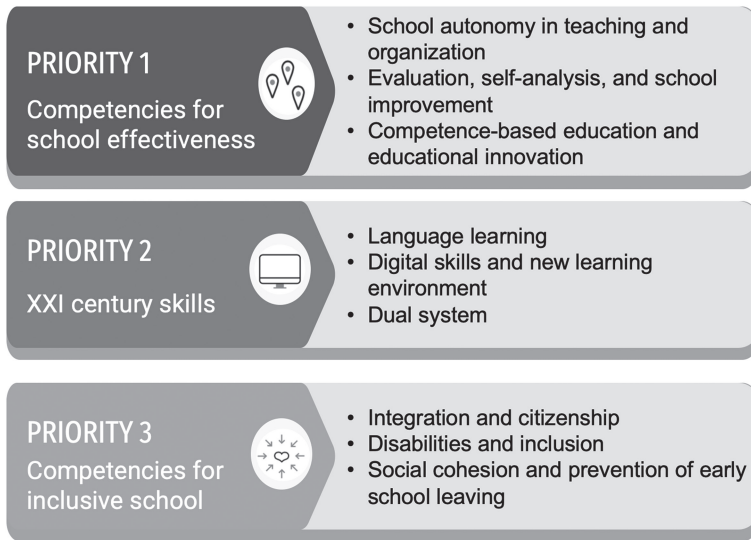 PRIORITY 1
Competencies for
school effectiveness
• School autonomy in teaching and
organization
• Evaluation, self-analysis, and school
improvement
• Competence-based education and
educational innovation
PRIORITY 2
XXI century skills
• Language learning
• Digital skills and new learning
environment
• Dual system
PRIORITY 3
Competencies for
inclusive school
• Integration and citizenship
• Disabilities and inclusion
• Social cohesion and prevention of early
school leaving